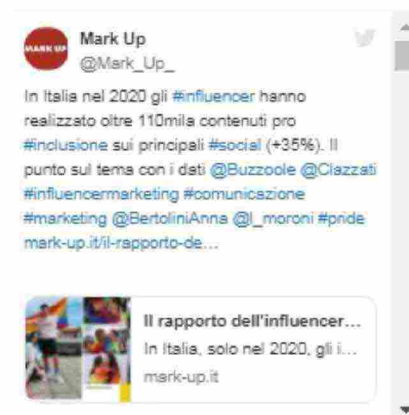 MARK UP
Mark Up
@Mark_Up_
In Italia nel 2020 gli #influencer hanno
realizzato oltre 110mila contenuti pro
#inclusione sui principali #social (+35%). Il
punto sul tema con i dati @Buzzoole @Clazzati
#influencermarketing #comunicazione
#marketing @BertoliniAnna @l_moroni #pride
mark-up.it/il-rapporto-de…
Il rapporto dell'influencer…
In Italia, solo nel 2020, gli i…
mark-up.it